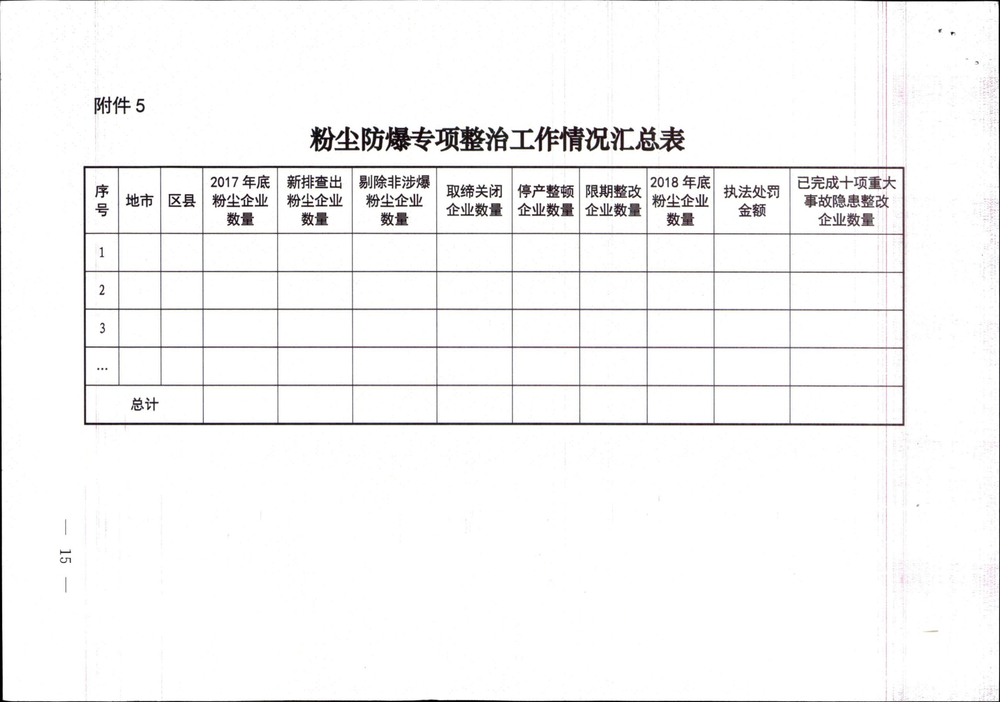 附件 5
粉尘防爆专项整治工作情况汇总表
序号 地市 区县 2017 年底粉尘企业数量 新排查出粉尘企业数量 剔除非涉爆粉尘企业数量 取缔关闭企业数量 停产整顿企业数量 限期整改企业数量 2018 年底粉尘企业数量 执法处罚金额 已完成十项重大事故隐患整改企业数量
1
2
3
…
总计
— 15 —